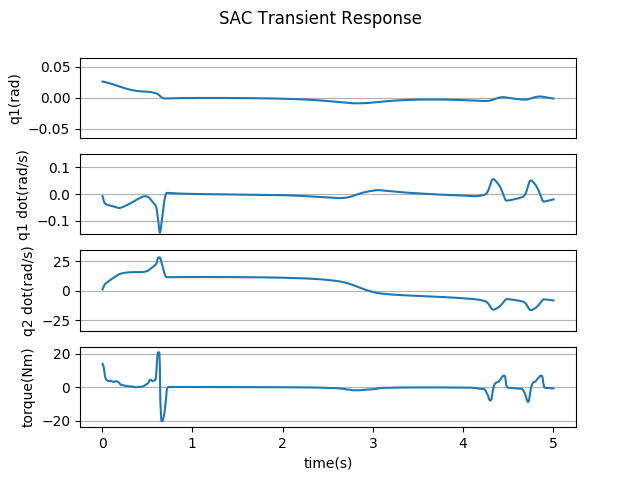 SAC Transient Response
q1(rad)
0.05
0.00
−0.05
q1 dot(rad/s)
0.1
0.0
−0.1
q2 dot(rad/s)
25
0
−25
torque(Nm)
20
0
−20
0 1 2 3 4 5
time(s)